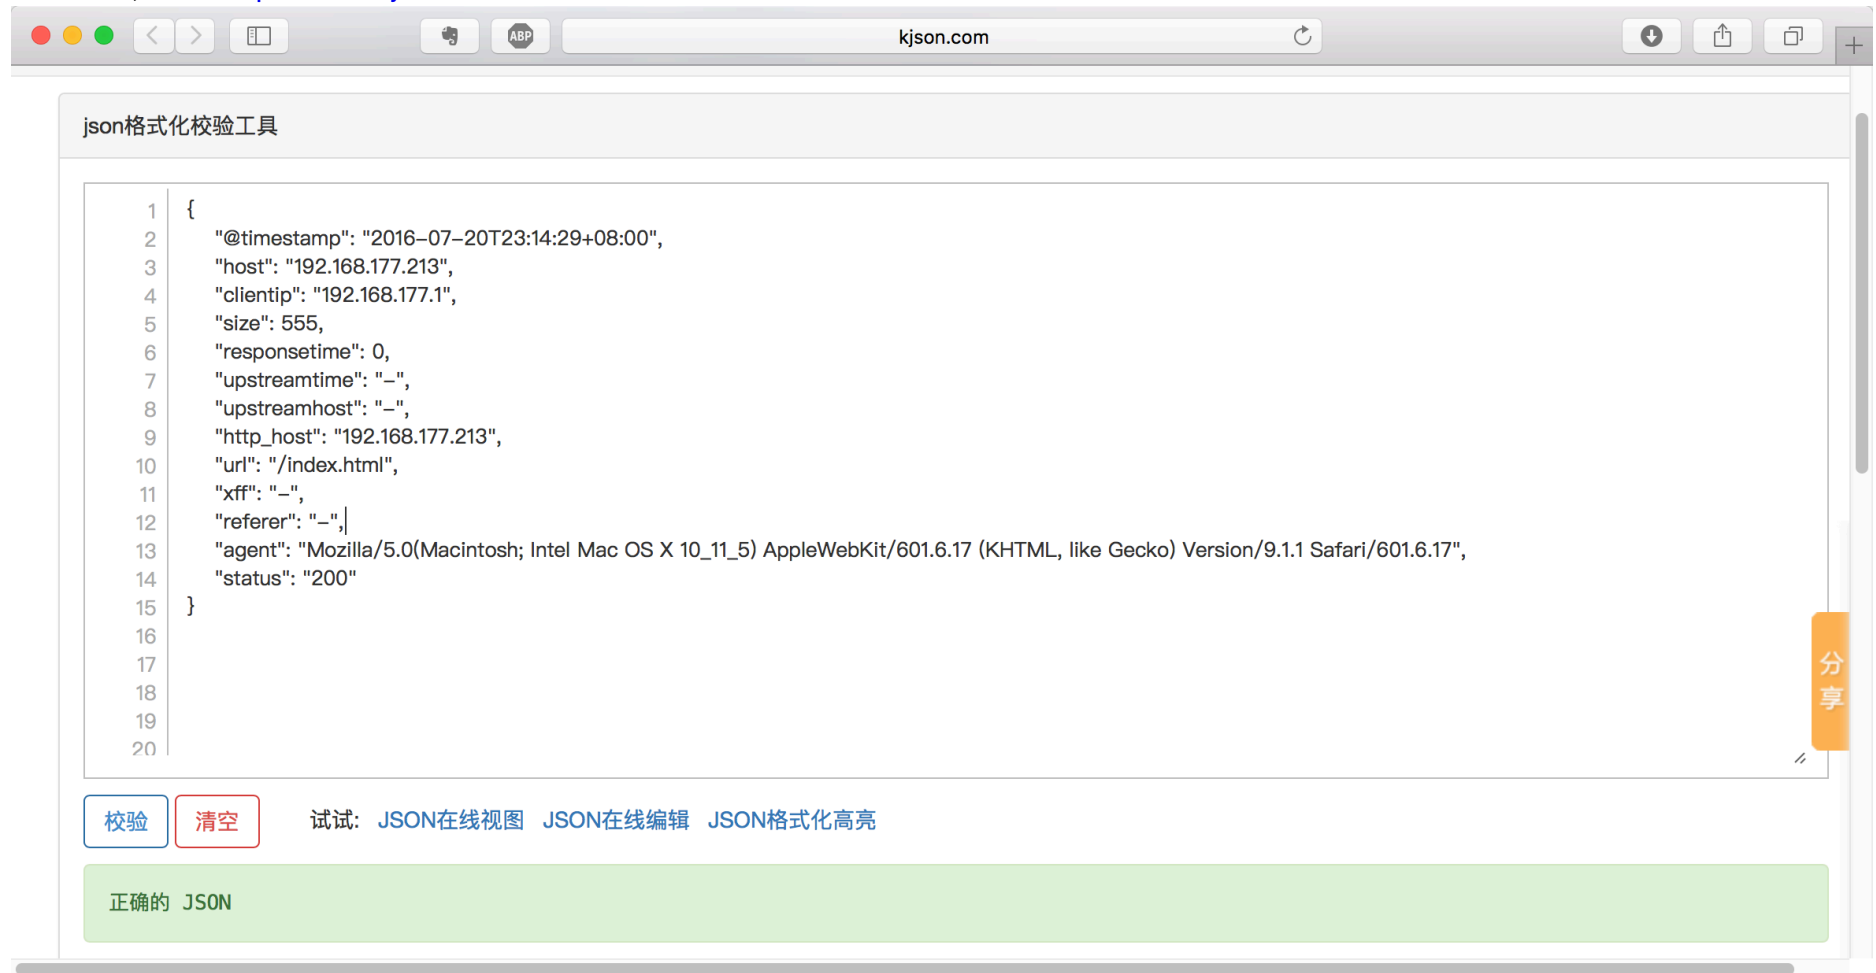 ABP
kjson.com
json格式化校验工具
1 {
2 "@timestamp": "2016-07-20T23:14:29+08:00",
3 "host": "192.168.177.213",
4 "clientip": "192.168.177.1",
5 "size": 555,
6 "responsetime": 0,
7 "upstreamtime": "-",
8 "upstreamhost": "-",
9 "http_host": "192.168.177.213",
10 "url": "/index.html",
11 "xff": "-",
12 "referer": "-",
13 "agent": "Mozilla/5.0(Macintosh; Intel Mac OS X 10_11_5) AppleWebKit/601.6.17 (KHTML, like Gecko) Version/9.1.1 Safari/601.6.17",
14 "status": "200"
15 }
16
17
18
19
20
分享
校验 清空 试试: JSON在线视图 JSON在线编辑 JSON格式化高亮
正确的 JSON